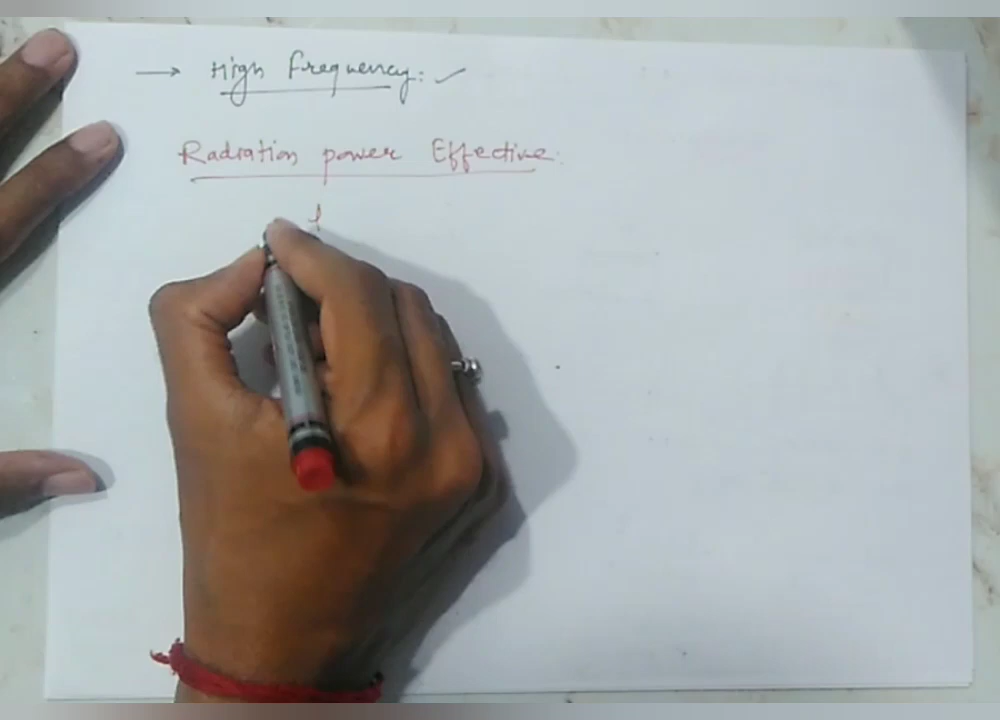 → High frequency: ✓
Radiation power Effective: